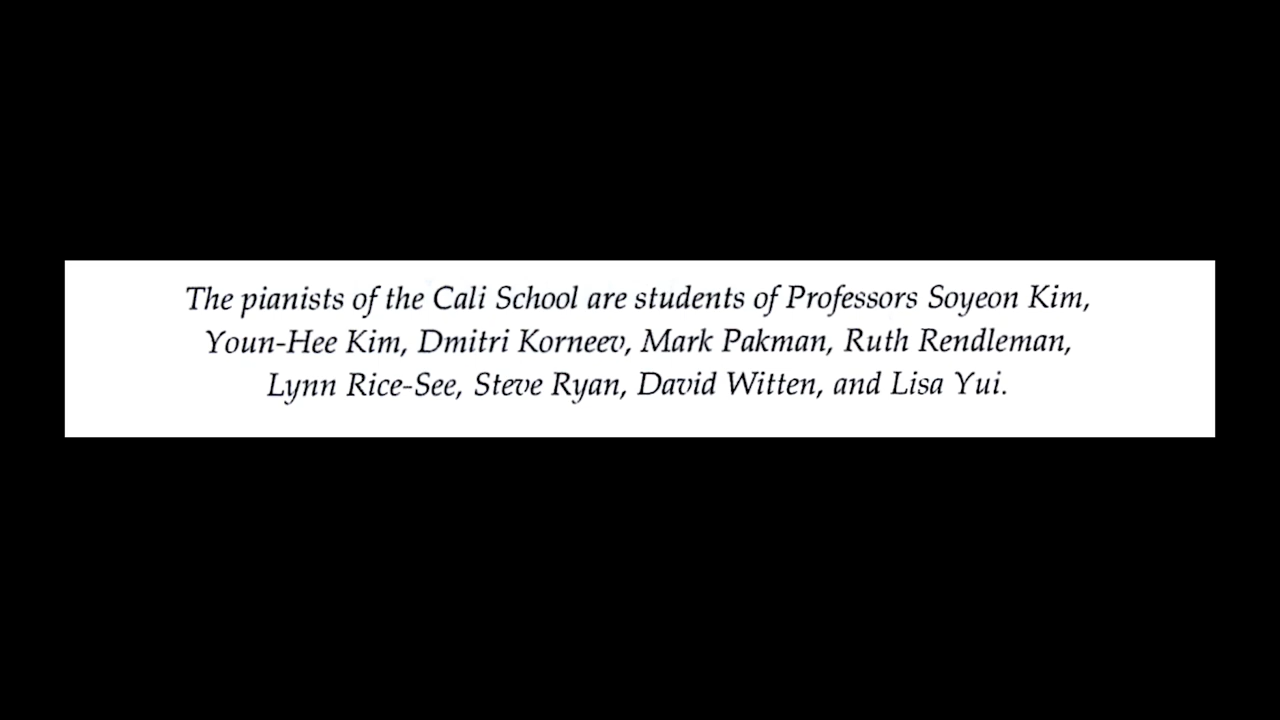 The pianists of the Cali School are students of Professors Soyeon Kim,
Youn-Hee Kim, Dmitri Korneev, Mark Pakman, Ruth Rendleman,
Lynn Rice-See, Steve Ryan, David Witten, and Lisa Yui.